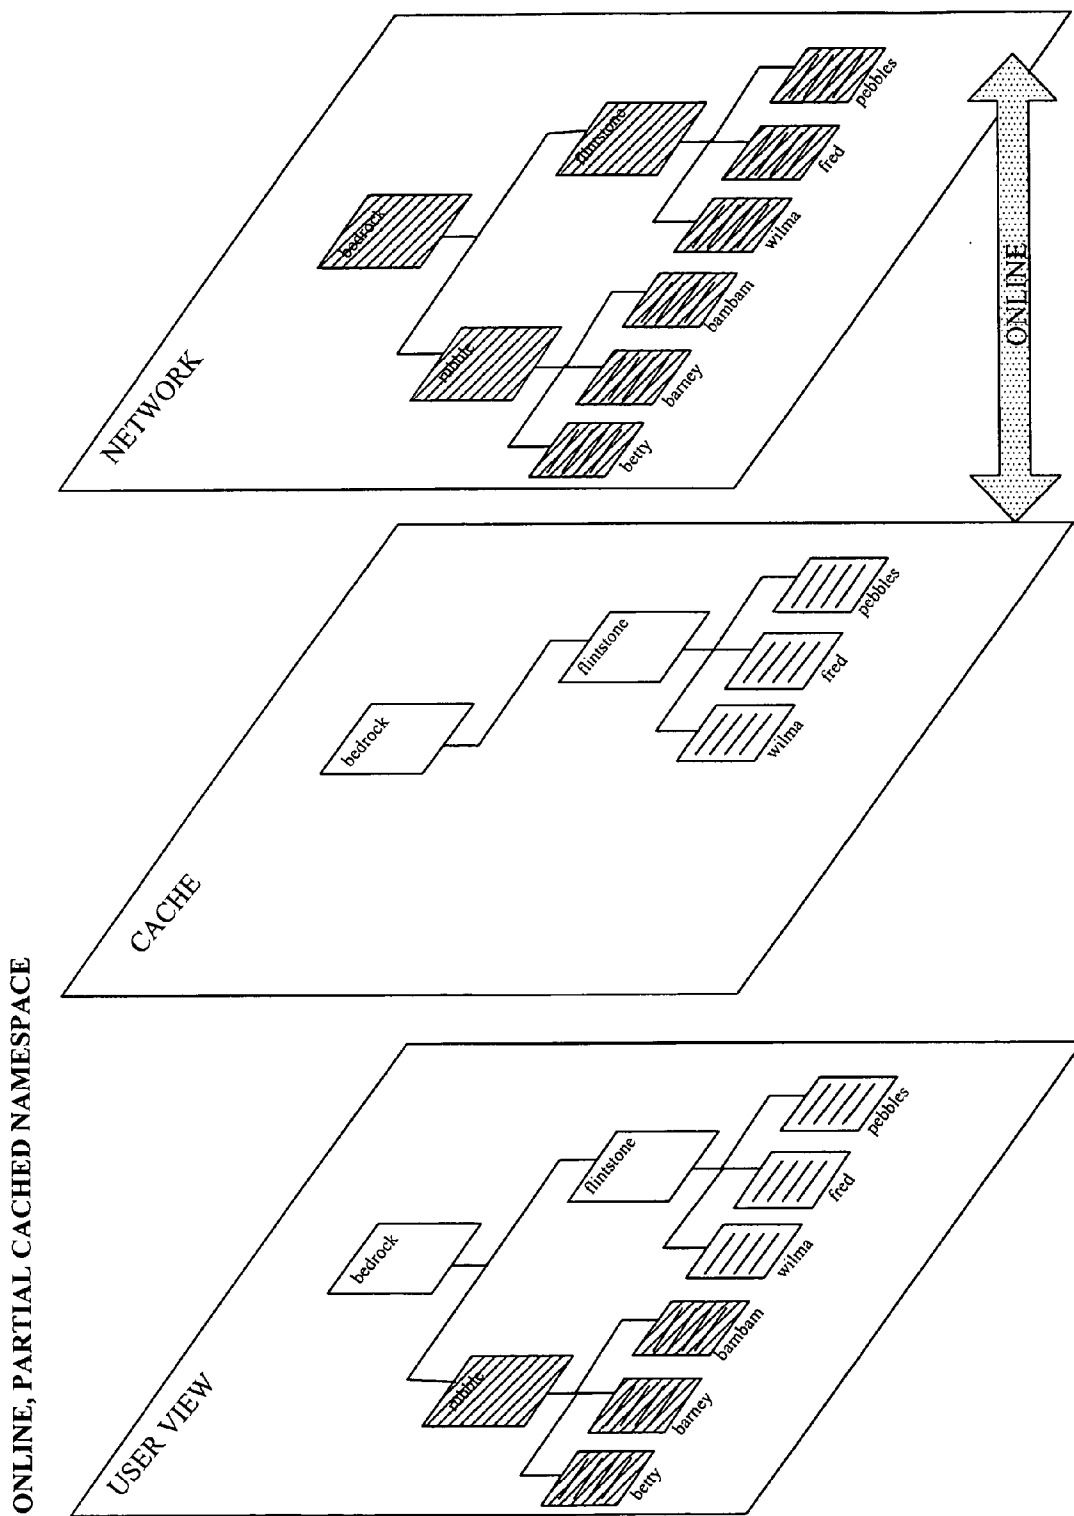 ONLINE, PARTIAL CACHED NAMESPACE
USER VIEW
bedrock
rubble
flintstone
betty
barney
bambam
wilma
fred
pebbles
CACHE
bedrock
flintstone
wilma
fred
pebbles
NETWORK
bedrock
rubble
flintstone
betty
barney
bambam
wilma
fred
pebbles
ONLINE